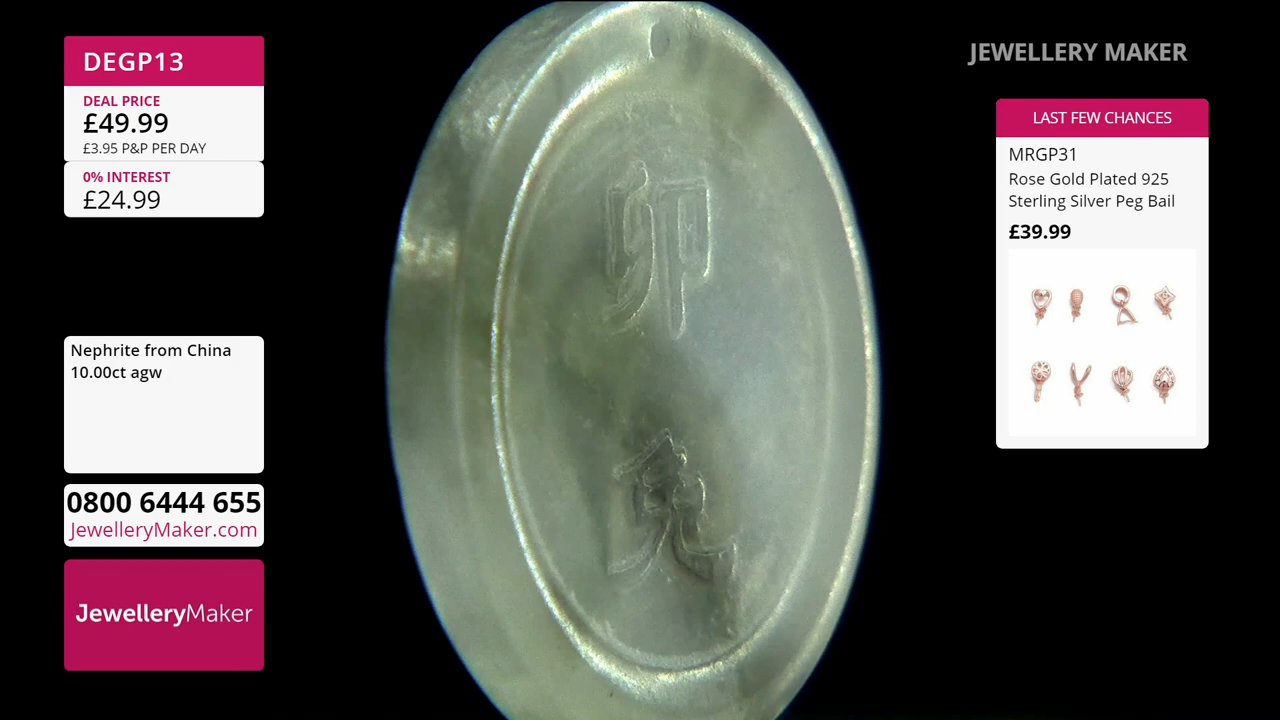 DEGP13
DEAL PRICE
£49.99
£3.95 P&P PER DAY
0% INTEREST
£24.99
Nephrite from China
10.00ct agw
0800 6444 655
JewelleryMaker.com
JewelleryMaker
卯
兔
JEWELLERY MAKER
LAST FEW CHANCES
MRGP31
Rose Gold Plated 925
Sterling Silver Peg Bail
£39.99